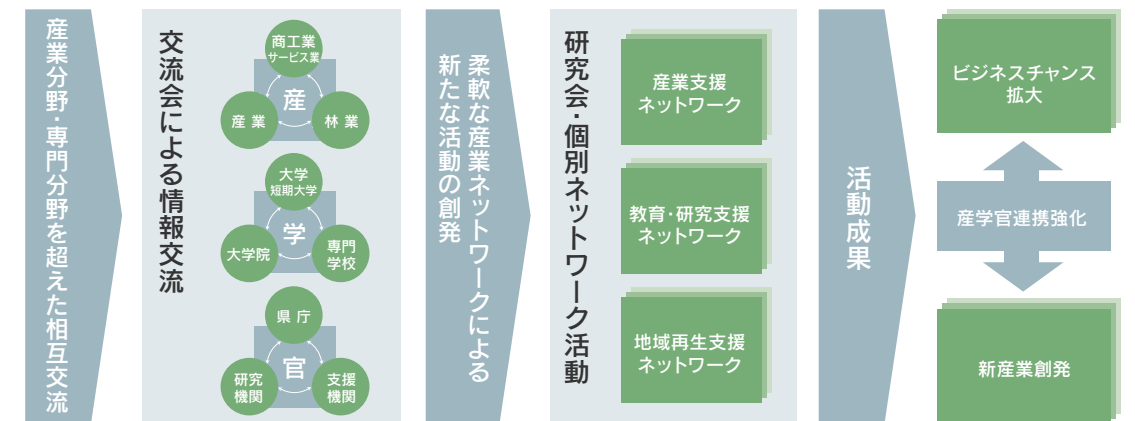 産業分野・専門分野を超えた相互交流
交流会による情報交流
商工業
サービス業
産
産 業
林 業
大学
短期大学
学
大学院
専門
学校
県 庁
官
研究
機関
支援
機関
柔軟な産業ネットワークによる
新たな活動の創発
研究会・個別ネットワーク活動
産業支援
ネットワーク
教育・研究支援
ネットワーク
地域再生支援
ネットワーク
活動成果
ビジネスチャンス
拡大
産学官連携強化
新産業創発